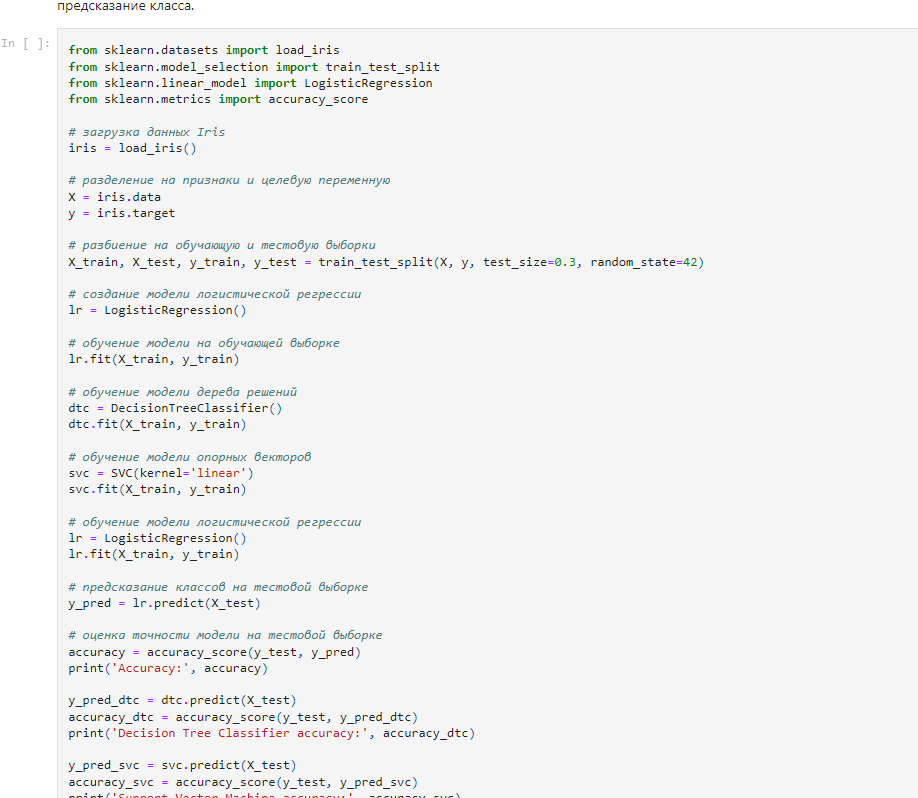 предсказание класса.
In [ ]:
from sklearn.datasets import load_iris
from sklearn.model_selection import train_test_split
from sklearn.linear_model import LogisticRegression
from sklearn.metrics import accuracy_score
# загрузка данных Iris
iris = load_iris()
# разделение на признаки и целевую переменную
X = iris.data
y = iris.target
# разбиение на обучающую и тестовую выборки
X_train, X_test, y_train, y_test = train_test_split(X, y, test_size=0.3, random_state=42)
# создание модели логистической регрессии
lr = LogisticRegression()
# обучение модели на обучающей выборке
lr.fit(X_train, y_train)
# обучение модели дерева решений
dtc = DecisionTreeClassifier()
dtc.fit(X_train, y_train)
# обучение модели опорных векторов
svc = SVC(kernel='linear')
svc.fit(X_train, y_train)
# обучение модели логистической регрессии
lr = LogisticRegression()
lr.fit(X_train, y_train)
# предсказание классов на тестовой выборке
y_pred = lr.predict(X_test)
# оценка точности модели на тестовой выборке
accuracy = accuracy_score(y_test, y_pred)
print('Accuracy:', accuracy)
y_pred_dtc = dtc.predict(X_test)
accuracy_dtc = accuracy_score(y_test, y_pred_dtc)
print('Decision Tree Classifier accuracy:', accuracy_dtc)
y_pred_svc = svc.predict(X_test)
accuracy_svc = accuracy_score(y_test, y_pred_svc)
print('Support Vector Machine accuracy:', accuracy_svc)